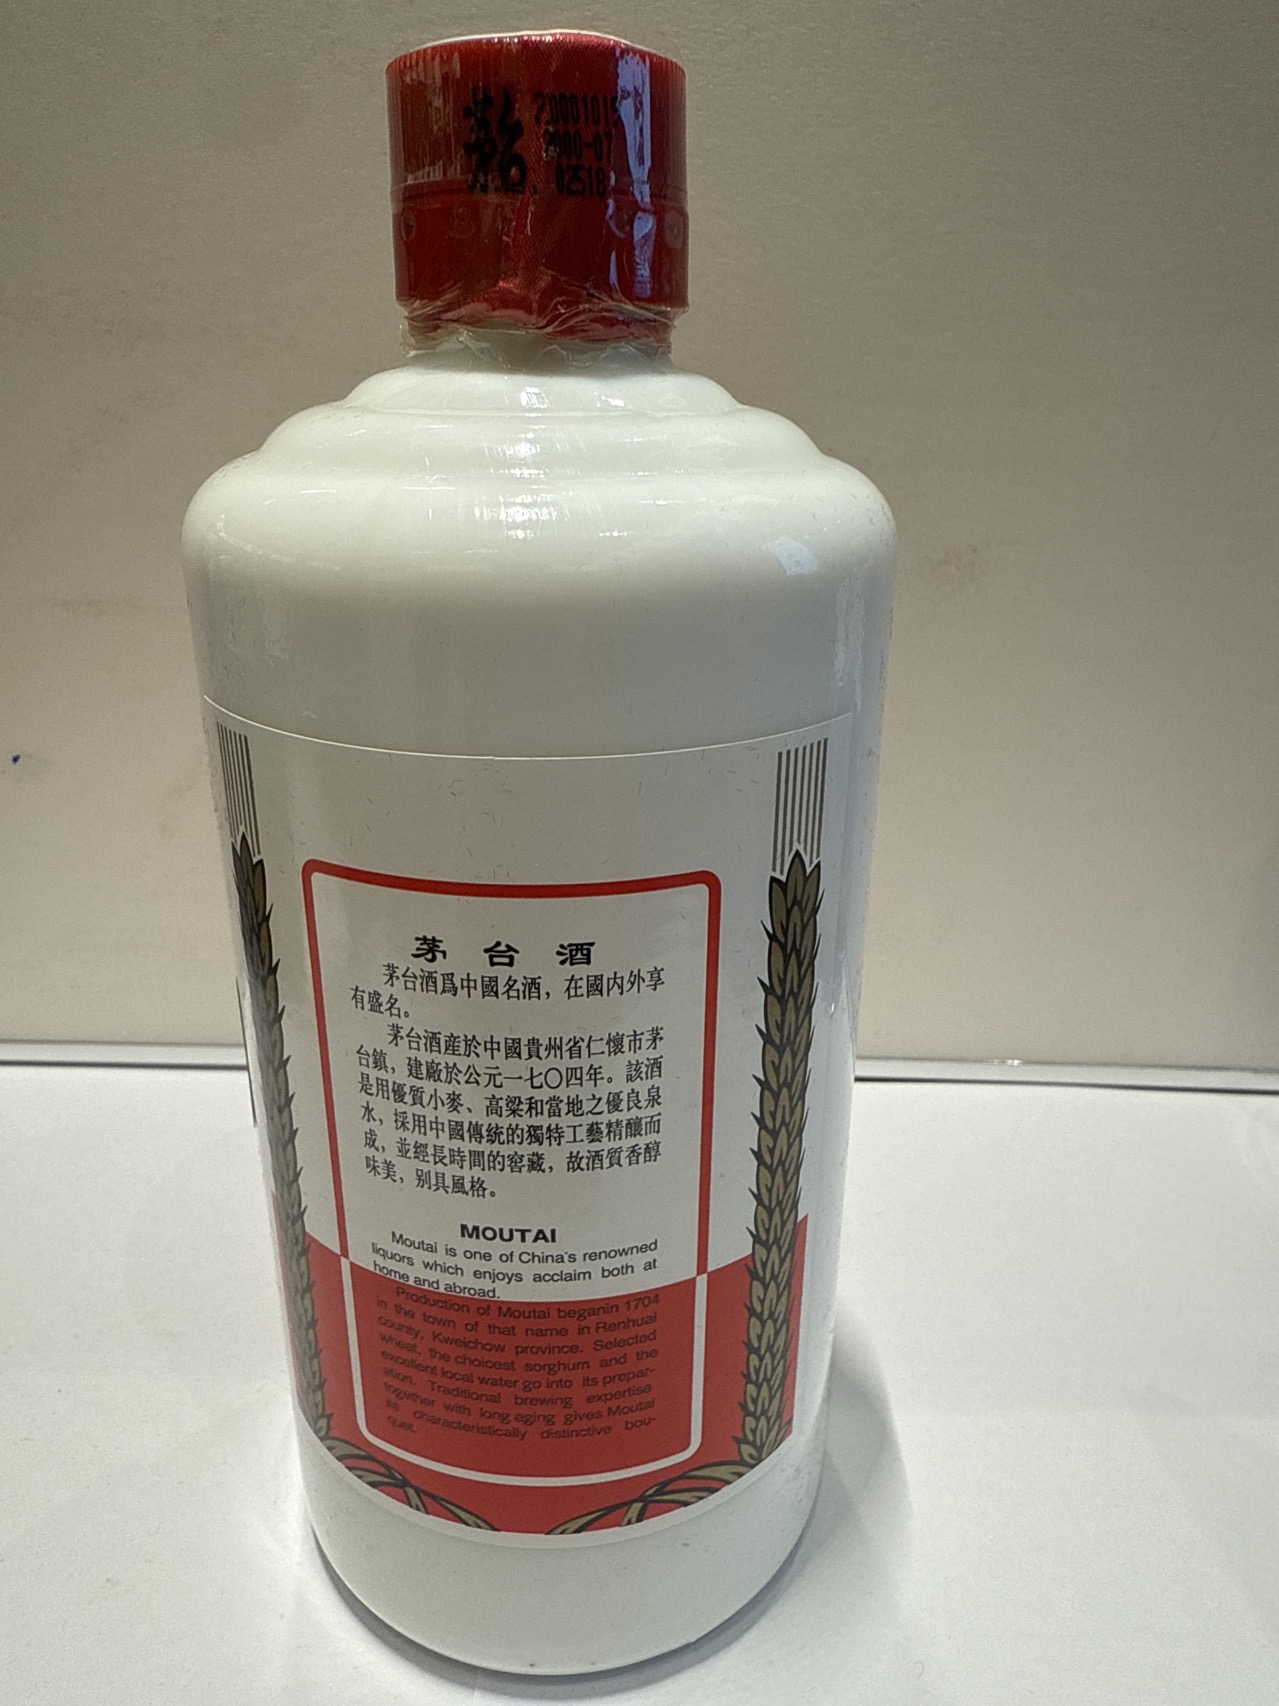 茅台
2000101
2000-07
02518
茅台酒
茅台酒爲中國名酒，在國内外享
有盛名。
茅台酒産於中國貴州省仁懷市茅
台鎮，建廠於公元一七〇四年。該酒
是用優質小麥、高粱和當地之優良泉
水，採用中國傳統的獨特工藝精釀而
成，並經長時間的窖藏，故酒質香醇
味美，别具風格。
MOUTAI
Moutai is one of China's renowned
liquors which enjoys acclaim both at
home and abroad.
Production of Moutai beganin 1704
in the town of that name in Renhuai
county, Kweichow province. Selected
wheat, the choicest sorghum and the
excellent local water go into its prepar-
ation. Traditional brewing expertise
together with long aging gives Moutai
its characteristically distinctive bou-
quet.